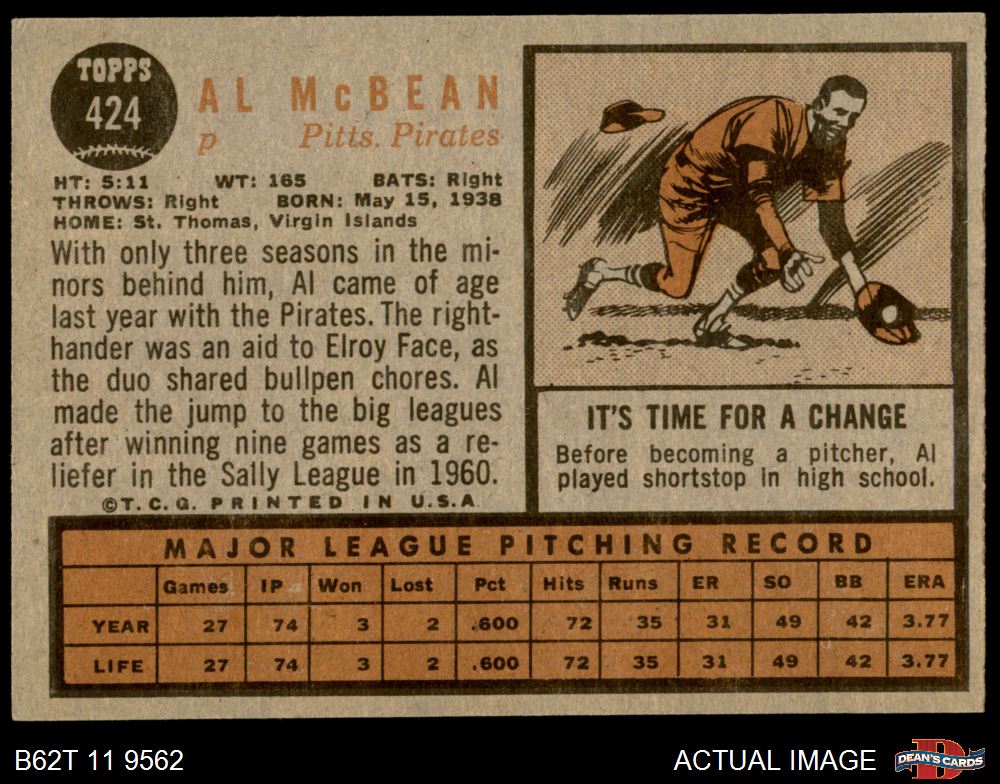 TOPPS
424
AL McBEAN
p Pitts. Pirates
HT: 5:11 WT: 165 BATS: Right
THROWS: Right BORN: May 15, 1938
HOME: St. Thomas, Virgin Islands
With only three seasons in the mi-
nors behind him, Al came of age
last year with the Pirates. The right-
hander was an aid to Elroy Face, as
the duo shared bullpen chores. Al
made the jump to the big leagues
after winning nine games as a re-
liefer in the Sally League in 1960.
©T.C.G. PRINTED IN U.S.A.
IT'S TIME FOR A CHANGE
Before becoming a pitcher, Al
played shortstop in high school.
MAJOR LEAGUE PITCHING RECORD
Games IP Won Lost Pct Hits Runs ER SO BB ERA
YEAR 27 74 3 2 .600 72 35 31 49 42 3.77
LIFE 27 74 3 2 .600 72 35 31 49 42 3.77
B62T 11 9562 ACTUAL IMAGE DEAN'S CARDS